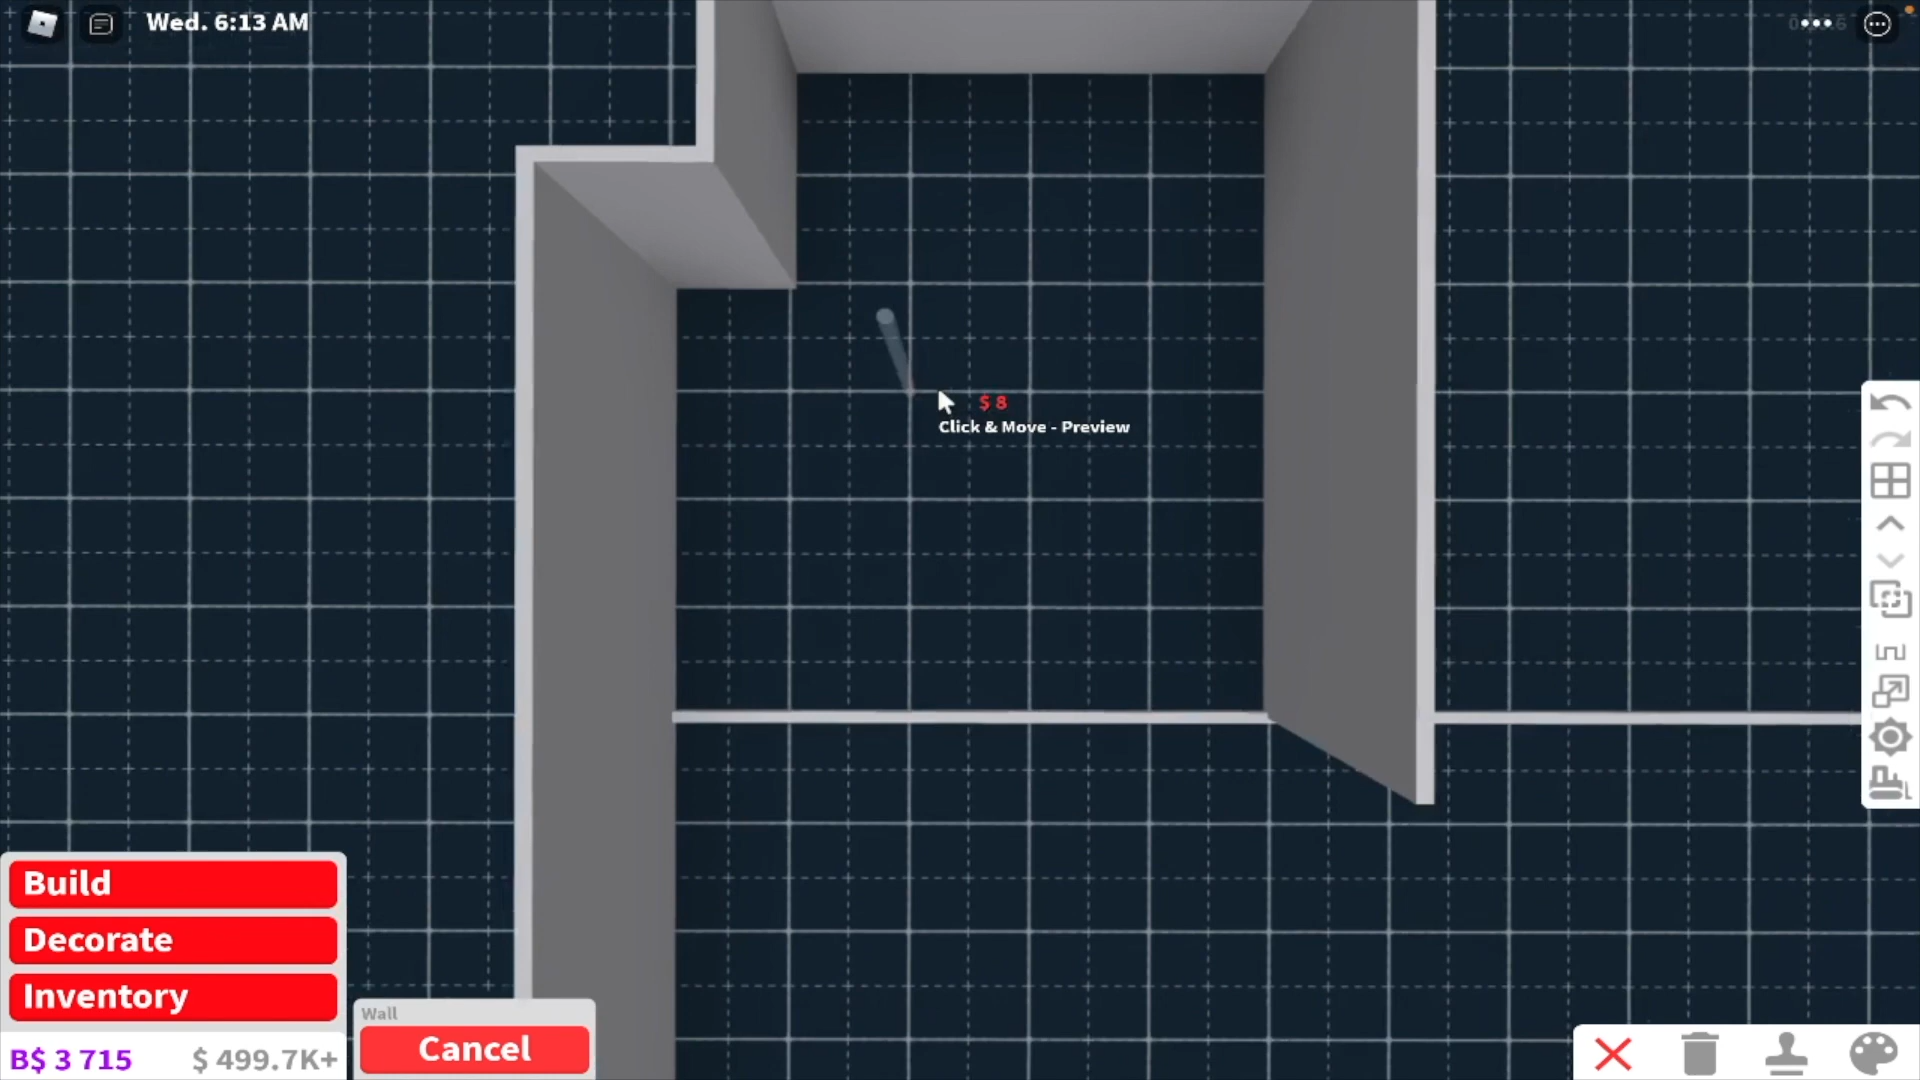 Wed. 6:13 AM
$ 8
Click & Move - Preview
Build
Decorate
Inventory
Wall
Cancel
B$ 3 715
$ 499.7K+